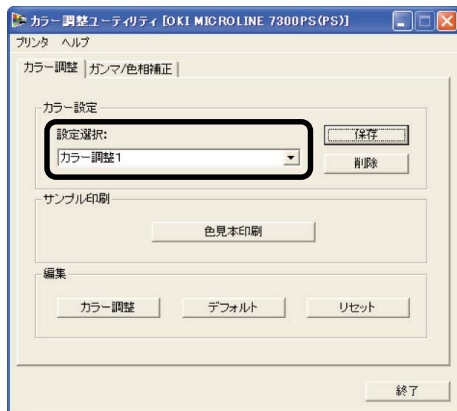 カラー調整ユーティリティ [OKI MICROLINE 7300PS(PS)]
プリンタ ヘルプ
カラー調整 ガンマ/色相補正
カラー設定
設定選択:
保存
カラー調整1
削除
サンプル印刷
色見本印刷
編集
カラー調整 デフォルト リセット
終了